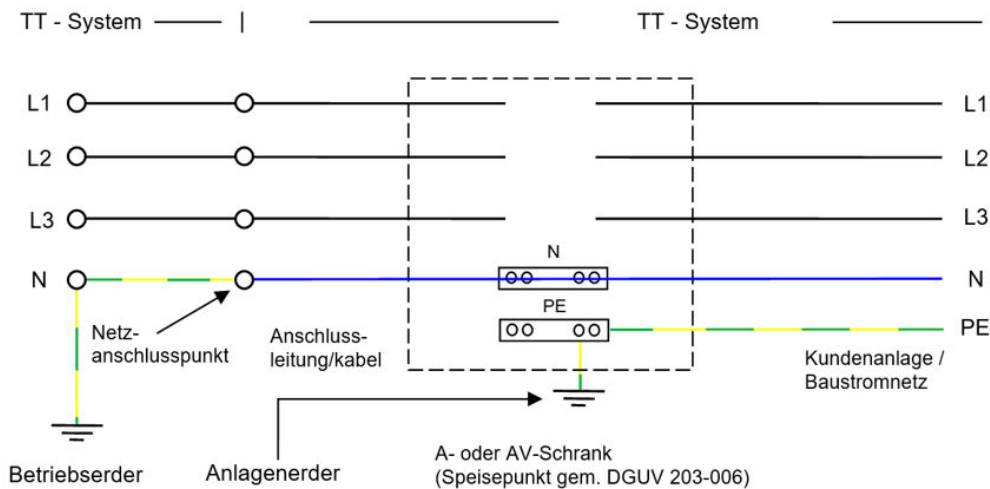 TT - System
TT - System
L1
L1
L2
L2
L3
L3
N
N
N
PE
PE
Netz-
anschlusspunkt
Anschluss-
leitung/kabel
Kundenanlage /
Baustromnetz
Betriebserder
Anlagenerder
A- oder AV-Schrank
(Speisepunkt gem. DGUV 203-006)